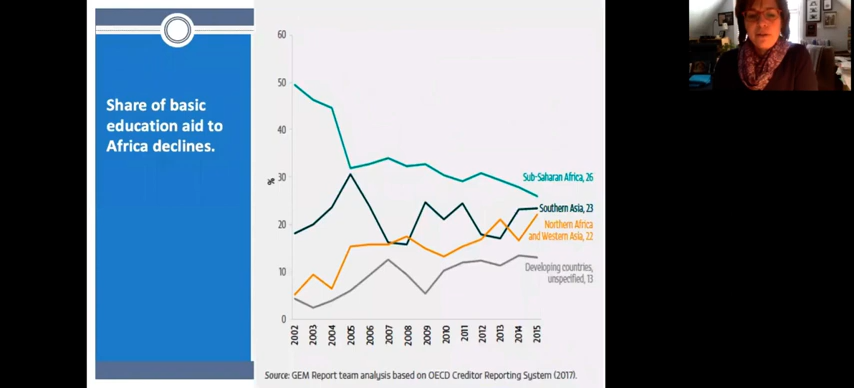 Share of basic
education aid to
Africa declines.
60
50
40
30
20
10
0
%
Sub-Saharan Africa, 26
Southern Asia, 23
Northern Africa
and Western Asia, 22
Developing countries,
unspecified, 13
2002
2003
2004
2005
2006
2007
2008
2009
2010
2011
2012
2013
2014
2015
Source: GEM Report team analysis based on OECD Creditor Reporting System (2017).